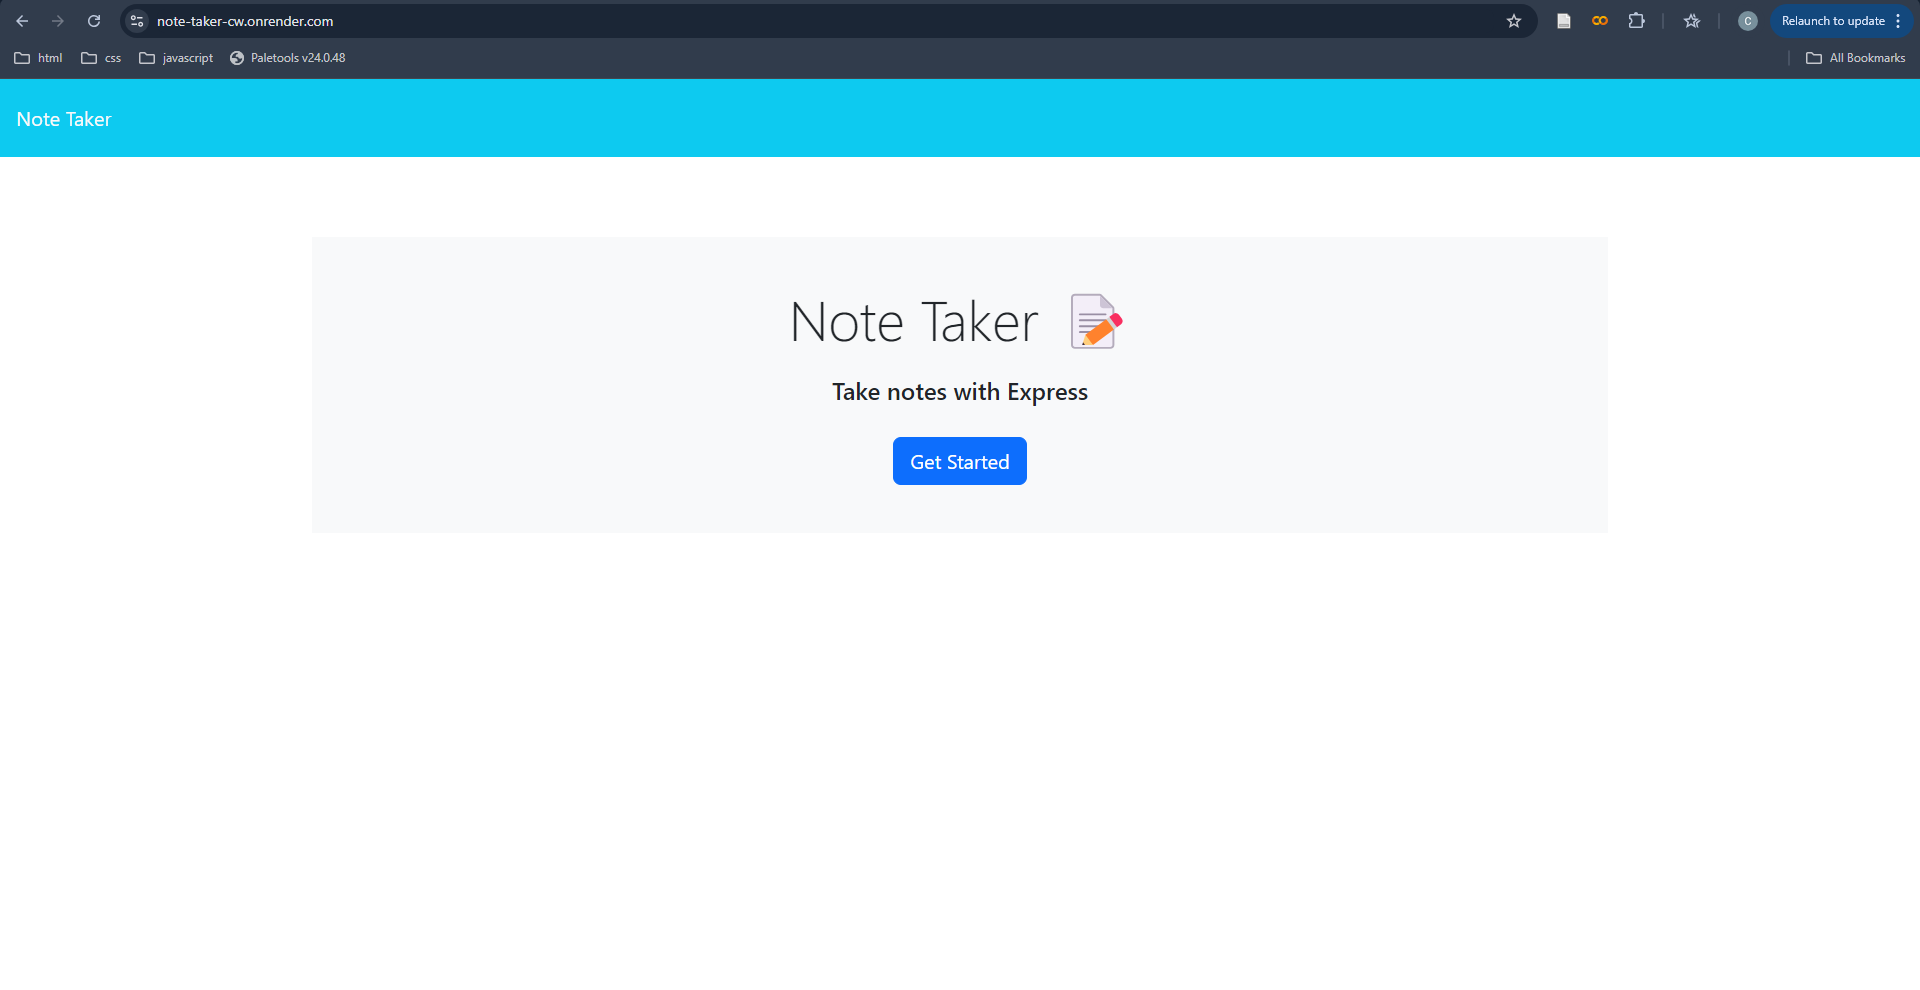 note-taker-cw.onrender.com
C
Relaunch to update
html
css
javascript
Paletools v24.0.48
All Bookmarks
Note Taker
Note Taker
Take notes with Express
Get Started